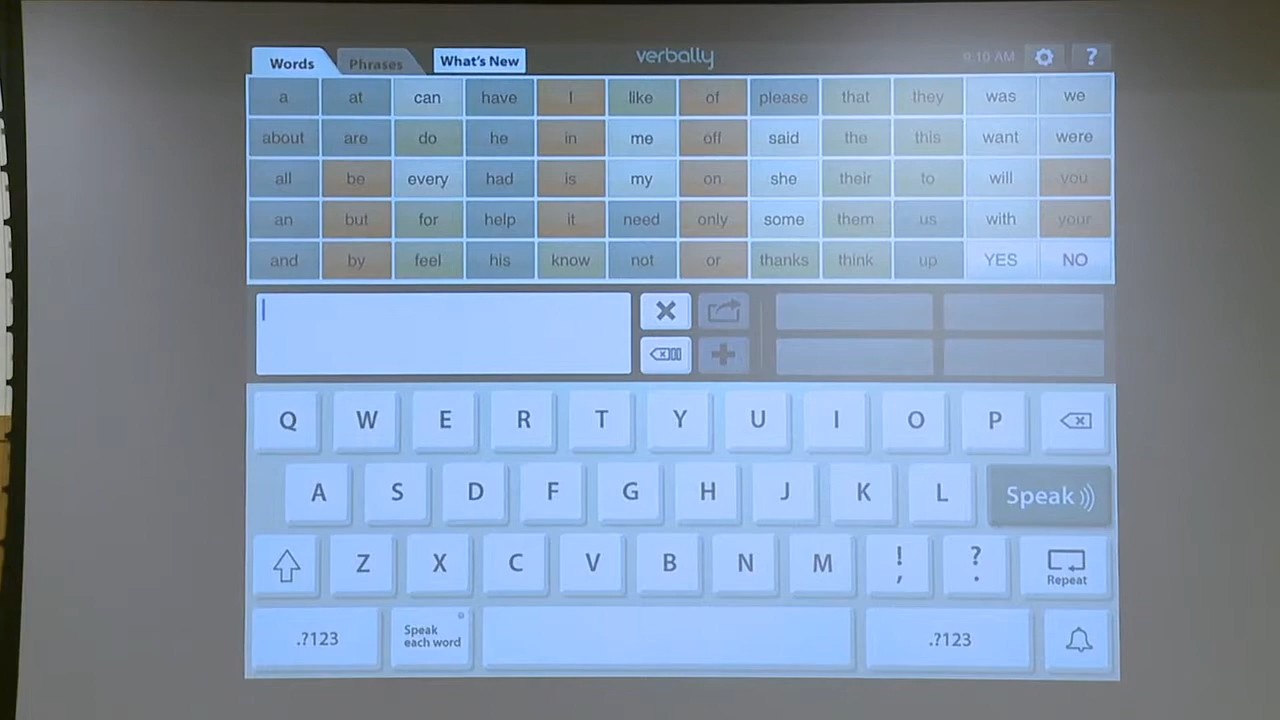 Words Phrases What's New verbally 9:10 AM ?
a at can have I like of please that they was we
about are do he in me off said the this want were
all be every had is my on she their to will you
an but for help it need only some them us with your
and by feel his know not or thanks think up YES NO
Q W E R T Y U I O P
A S D F G H J K L Speak
Z X C V B N M ! , ? . Repeat
.?123 Speak each word .?123